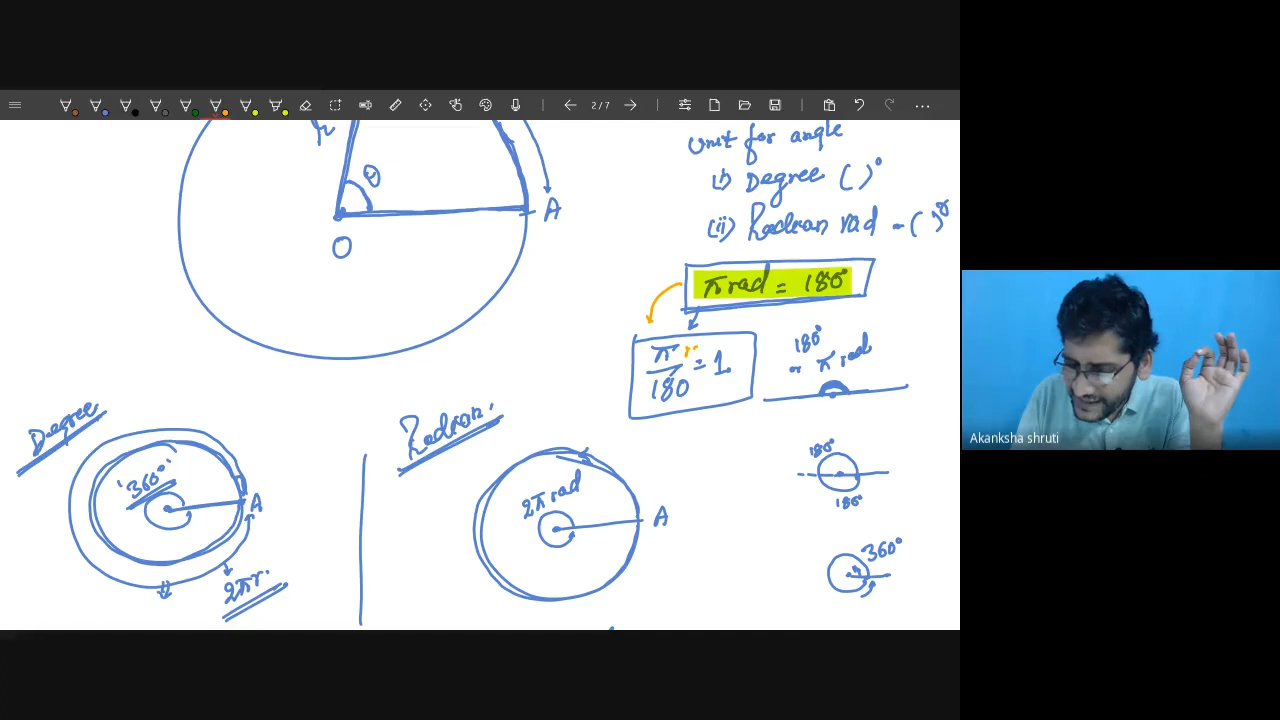 2/7
r
θ
A
O
Unit for angle
(i) Degree ( )°
(ii) Radian rad - ( )ʳ
π rad = 180°
π r
180 = 1.
180°
or π rad
Degree
360°
A
2πr.
Radian.
2π rad
A
180°
180°
360°
Akanksha shruti